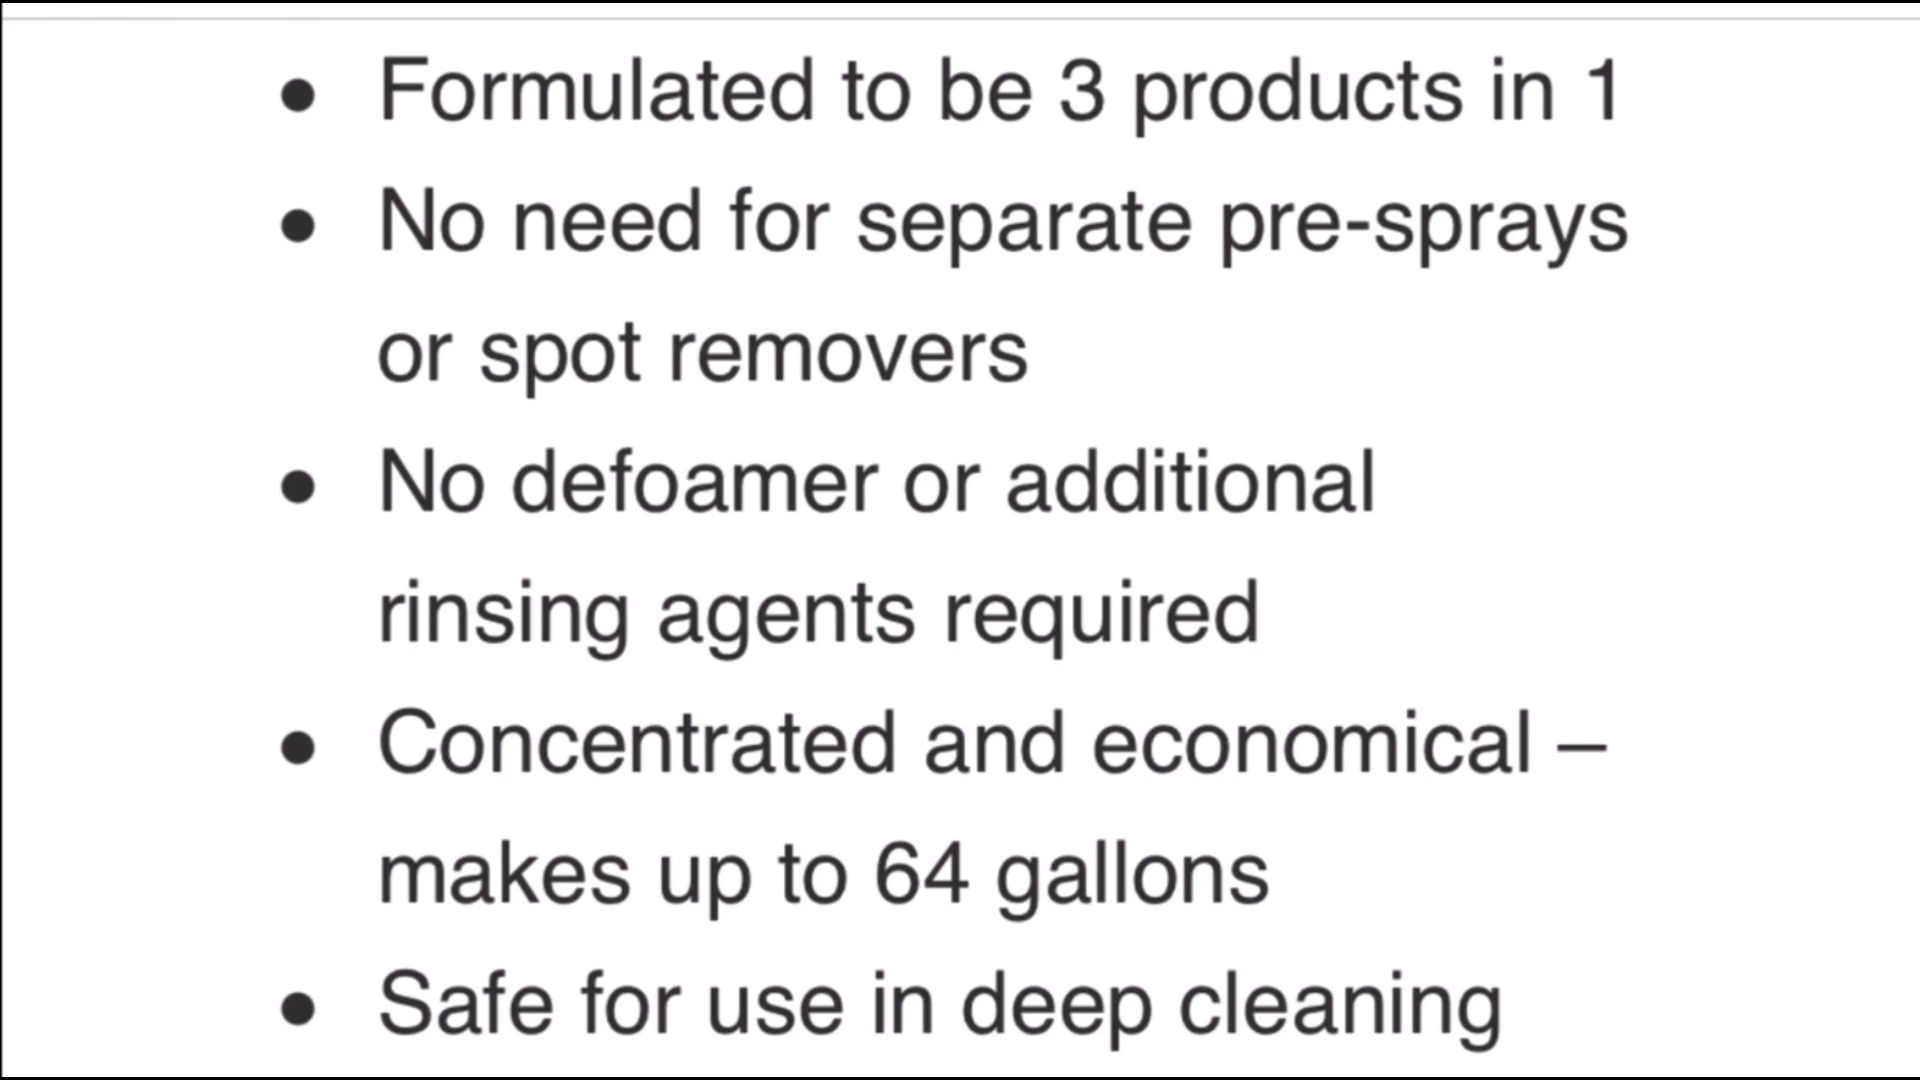 • Formulated to be 3 products in 1
• No need for separate pre-sprays
or spot removers
• No defoamer or additional
rinsing agents required
• Concentrated and economical –
makes up to 64 gallons
• Safe for use in deep cleaning